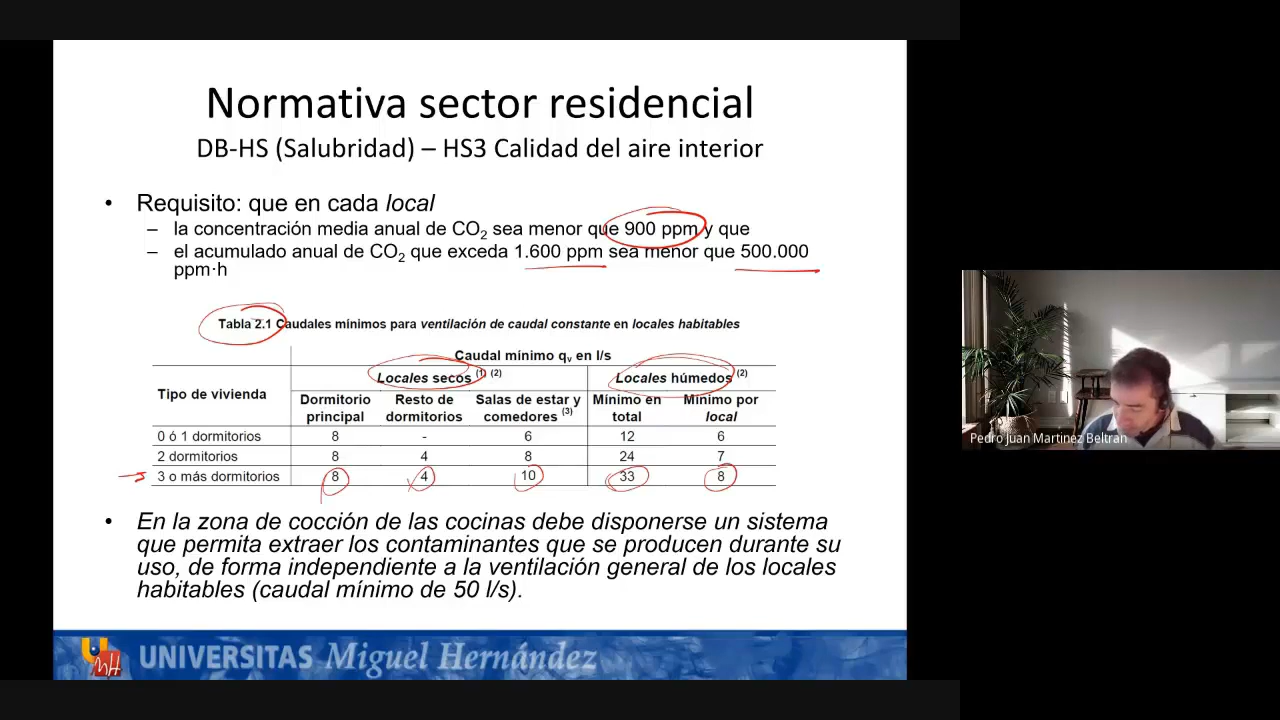 Normativa sector residencial
DB-HS (Salubridad) – HS3 Calidad del aire interior
• Requisito: que en cada local
– la concentración media anual de CO2 sea menor que 900 ppm y que
– el acumulado anual de CO2 que exceda 1.600 ppm sea menor que 500.000
ppm·h
Tabla 2.1 Caudales mínimos para ventilación de caudal constante en locales habitables
Caudal mínimo qv en l/s
Tipo de vivienda
Locales secos (1) (2)
Locales húmedos (2)
Dormitorio principal
Resto de dormitorios
Salas de estar y comedores (3)
Mínimo en total
Mínimo por local
0 ó 1 dormitorios 8 - 6 12 6
2 dormitorios 8 4 8 24 7
3 o más dormitorios 8 4 10 33 8
• En la zona de cocción de las cocinas debe disponerse un sistema
que permita extraer los contaminantes que se producen durante su
uso, de forma independiente a la ventilación general de los locales
habitables (caudal mínimo de 50 l/s).
UNIVERSITAS Miguel Hernández
Pedro Juan Martinez Beltran